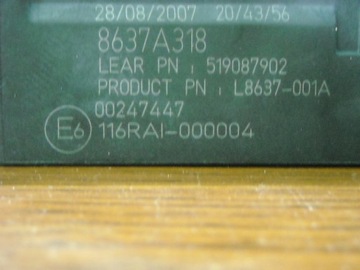 28/08/2007 20/43/56
8637A318
LEAR PN : 519087902
PRODUCT PN : L8637-001A
00247447
E6 116RAI-000004